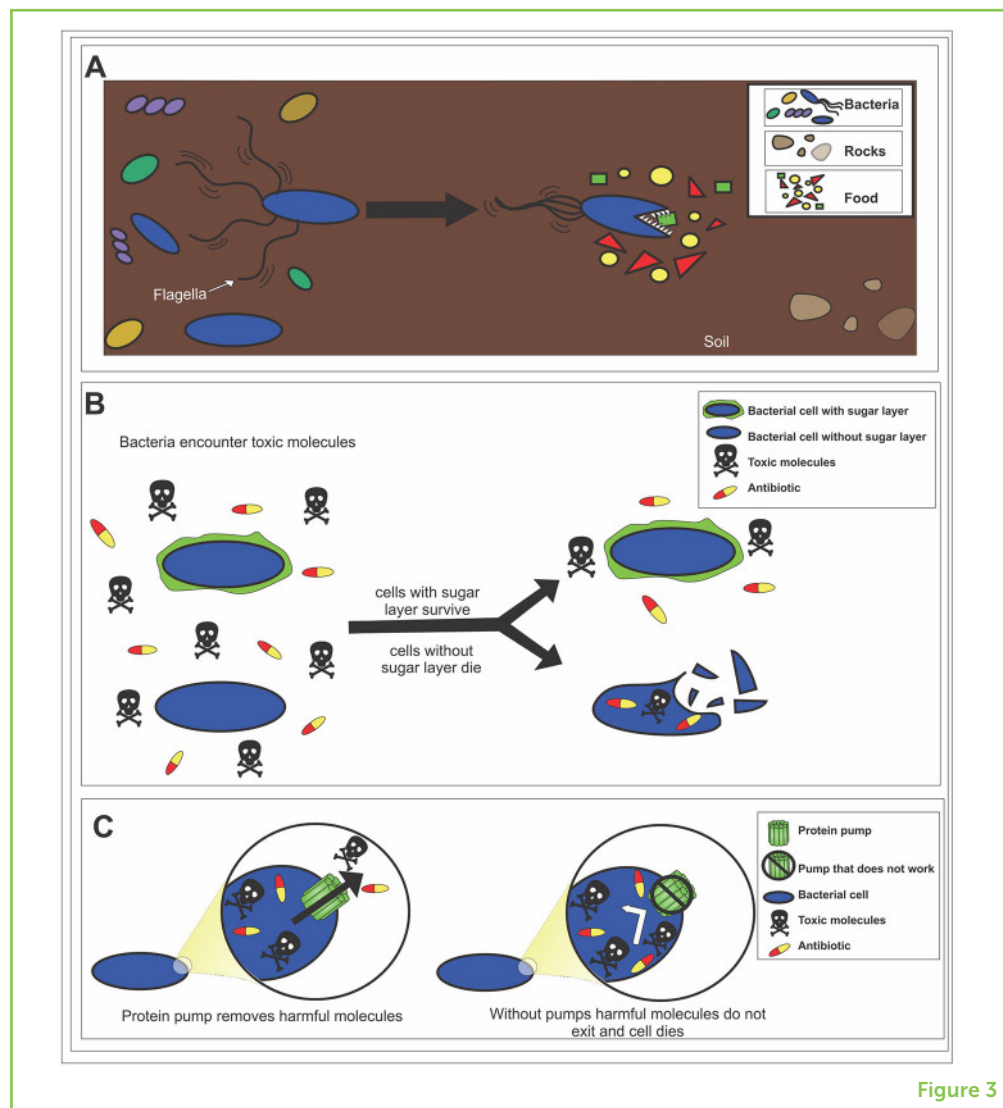 A
Bacteria
Rocks
Food
Flagella
Soil
B
Bacteria encounter toxic molecules
Bacterial cell with sugar layer
Bacterial cell without sugar layer
Toxic molecules
Antibiotic
cells with sugar
layer survive
cells without
sugar layer die
C
Protein pump
Pump that does not work
Bacterial cell
Toxic molecules
Antibiotic
Protein pump removes harmful molecules
Without pumps harmful molecules do not
exit and cell dies
Figure 3